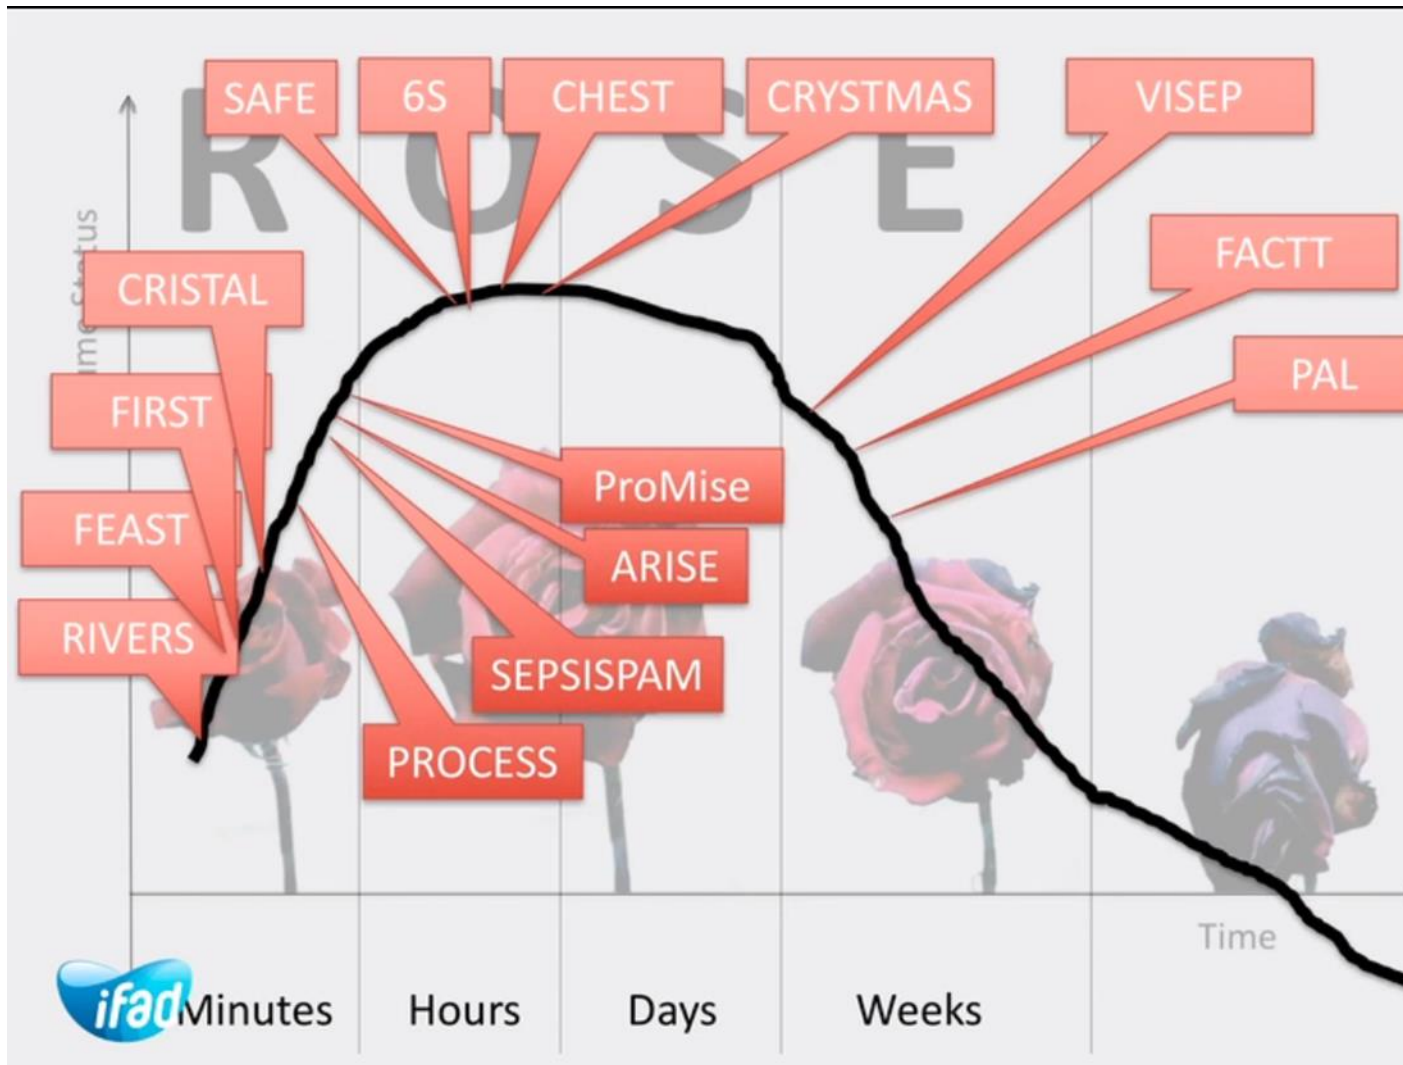 R O S E
SAFE
6S
CHEST
CRYSTMAS
VISEP
FACTT
PAL
CRISTAL
FIRST
FEAST
RIVERS
ProMise
ARISE
SEPSISPAM
PROCESS
Time
ifad
Minutes
Hours
Days
Weeks